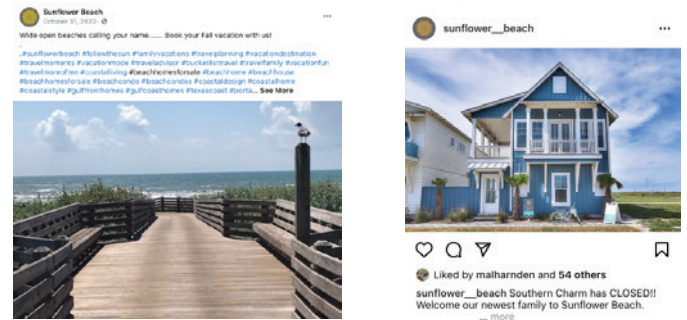 Sunflower Beach
October 31, 2020 ·
Wide open beaches calling your name...... Book your Fall vacation with us!
.
.#sunflowerbeach #followthesun #familyvacations #travelplanning #vacationdestination
#travelmoments #vacationmode #traveladvisor #bucketlisttravel #travelfamily #vacationfun
#travelmoreoften #coastalliving #beachhomesforsale #beachhome #beachhouse
#beachhomesforsale #beachcondo #beachcondos #coastaldesign #coastalhome
#coastalstyle #gulffronthomes #gulfcoasthomes #texascoast #porta... See More
sunflower__beach
Liked by malharnden and 54 others
sunflower__beach Southern Charm has CLOSED!!
Welcome our newest family to Sunflower Beach.
... more